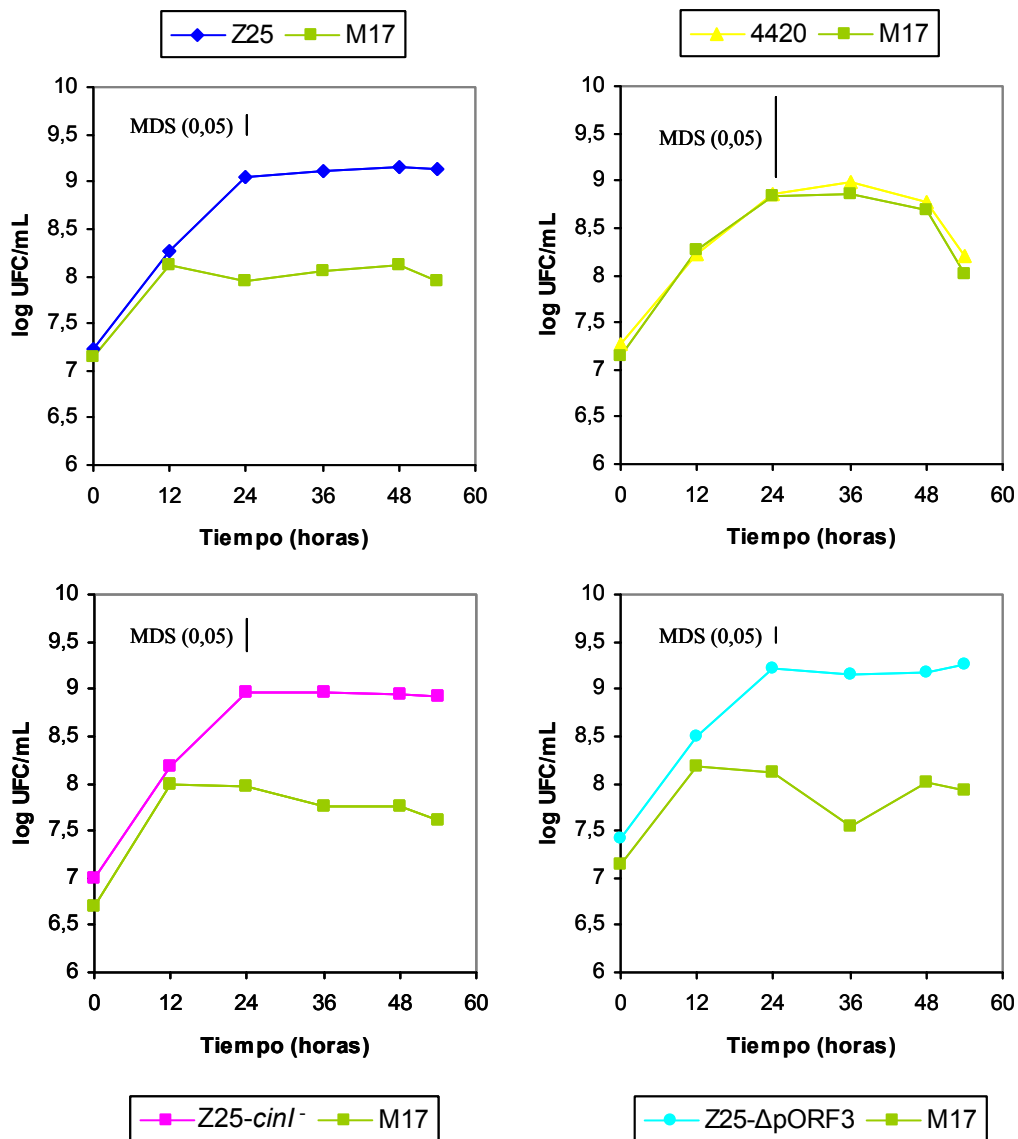 Z25 M17
4420 M17
10
9,5
9
8,5
8
7,5
7
6,5
6
log UFC/mL
MDS (0,05)
0 12 24 36 48 60
Tiempo (horas)
10
9,5
9
8,5
8
7,5
7
6,5
6
log UFC/mL
MDS (0,05)
0 12 24 36 48 60
Tiempo (horas)
10
9,5
9
8,5
8
7,5
7
6,5
6
log UFC/mL
MDS (0,05)
0 12 24 36 48 60
Tiempo (horas)
10
9,5
9
8,5
8
7,5
7
6,5
6
log UFC/mL
MDS (0,05)
0 12 24 36 48 60
Tiempo (horas)
Z25-cinI - M17
Z25-ΔpORF3 M17